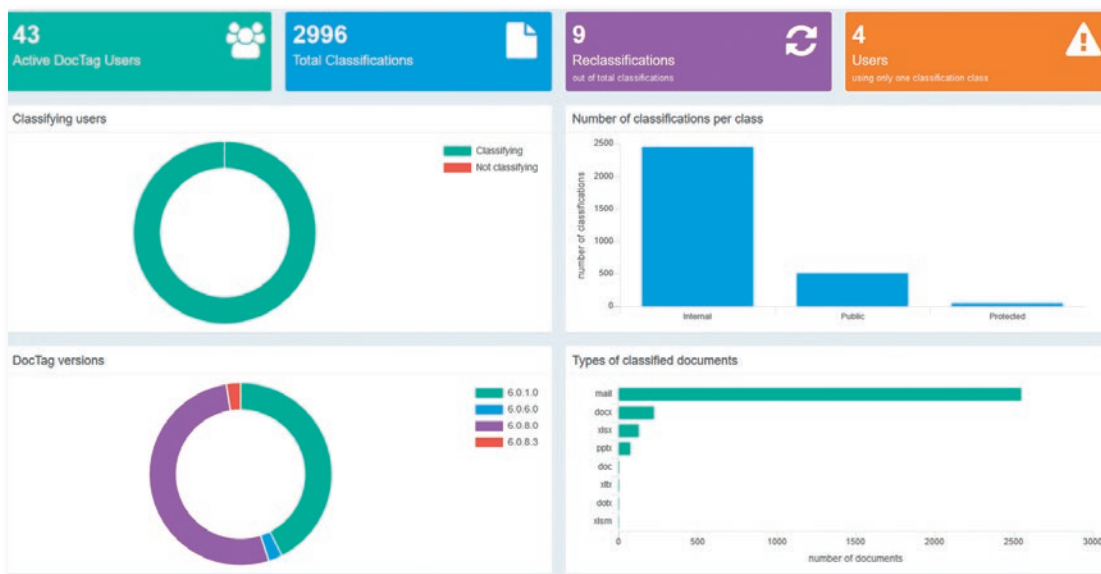 43
Active DocTag Users
2996
Total Classifications
9
Reclassifications
out of total classifications
4
Users
using only one classification class
Classifying users
Classifying
Not classifying
Number of classifications per class
2500
2000
1500
1000
500
0
number of classifications
Internal
Public
Protected
DocTag versions
6.0.1.0
6.0.6.0
6.0.8.0
6.0.8.3
Types of classified documents
mail
docx
xlsx
pptx
doc
xltx
dotx
xlsm
0
500
1000
1500
2000
2500
3000
number of documents